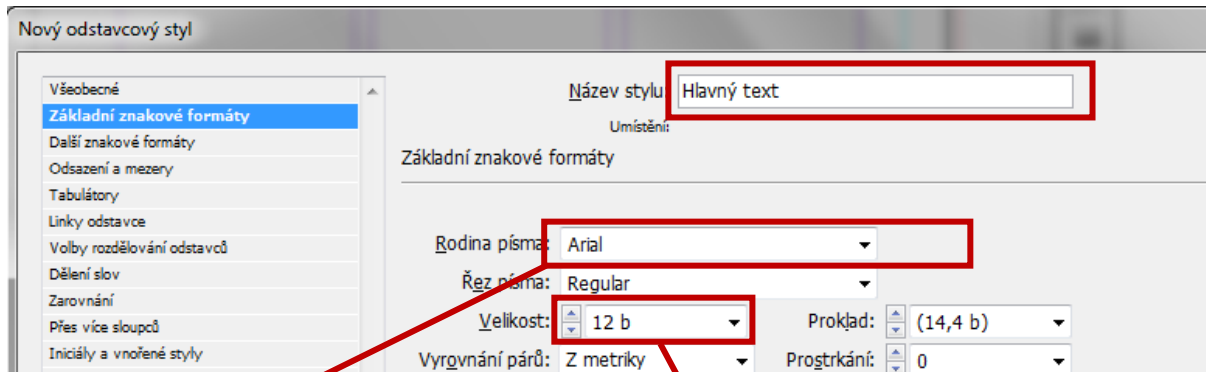 Nový odstavcový styl
Všeobecné
Základní znakové formáty
Další znakové formáty
Odsazení a mezery
Tabulátory
Linky odstavce
Volby rozdělování odstavců
Dělení slov
Zarovnání
Přes více sloupců
Iniciály a vnořené styly
Název stylu: Hlavný text
Umístění:
Základní znakové formáty
Rodina písma: Arial
Řez písma: Regular
Velikost: 12 b Proklad: (14,4 b)
Vyrovnání párů: Z metriky Prostrkání: 0